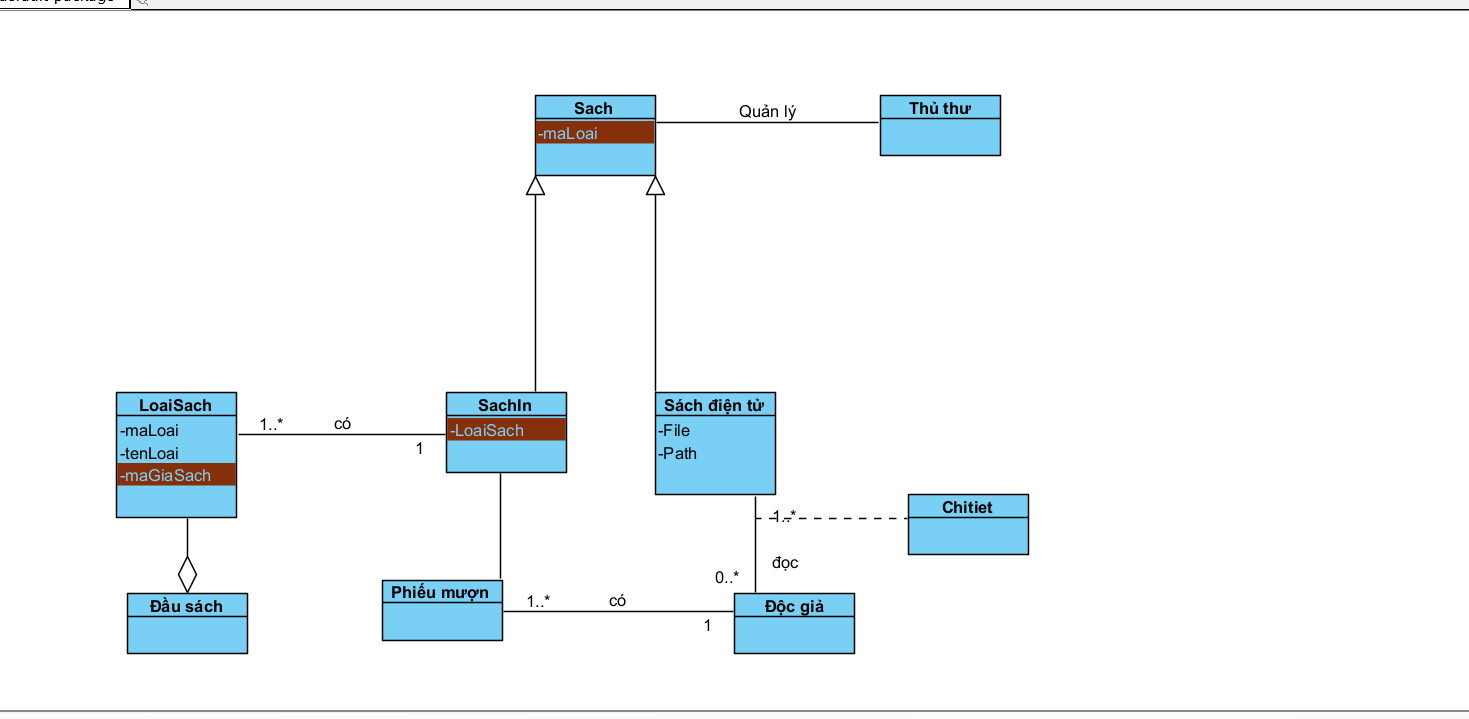 Sach
-maLoai
Quản lý
Thủ thư
LoaiSach
-maLoai
-tenLoai
-maGiaSach
1..*
có
1
SachIn
-LoaiSach
Sách điện tử
-File
-Path
1..*
Chitiet
đọc
0..*
Đầu sách
Phiếu mượn
1..*
có
1
Độc giả